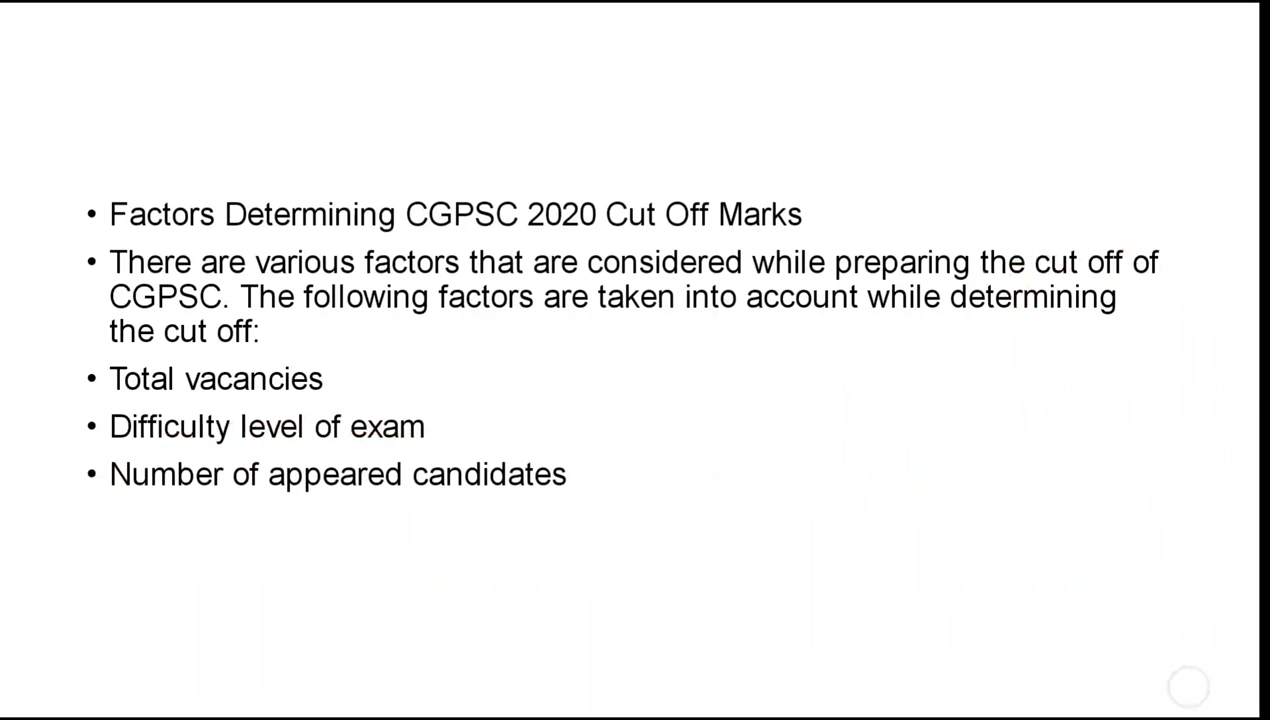 • Factors Determining CGPSC 2020 Cut Off Marks
• There are various factors that are considered while preparing the cut off of
CGPSC. The following factors are taken into account while determining
the cut off:
• Total vacancies
• Difficulty level of exam
• Number of appeared candidates